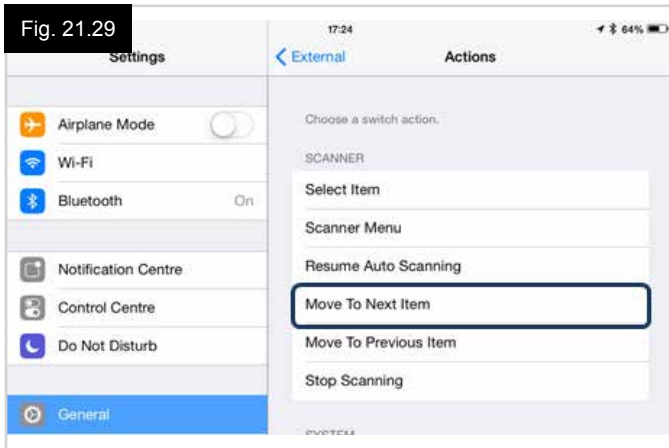 Fig. 21.29
17:24
64%
Settings
External
Actions
Airplane Mode
Wi-Fi
Bluetooth On
Notification Centre
Control Centre
Do Not Disturb
General
Choose a switch action.
SCANNER
Select Item
Scanner Menu
Resume Auto Scanning
Move To Next Item
Move To Previous Item
Stop Scanning
SYSTEM